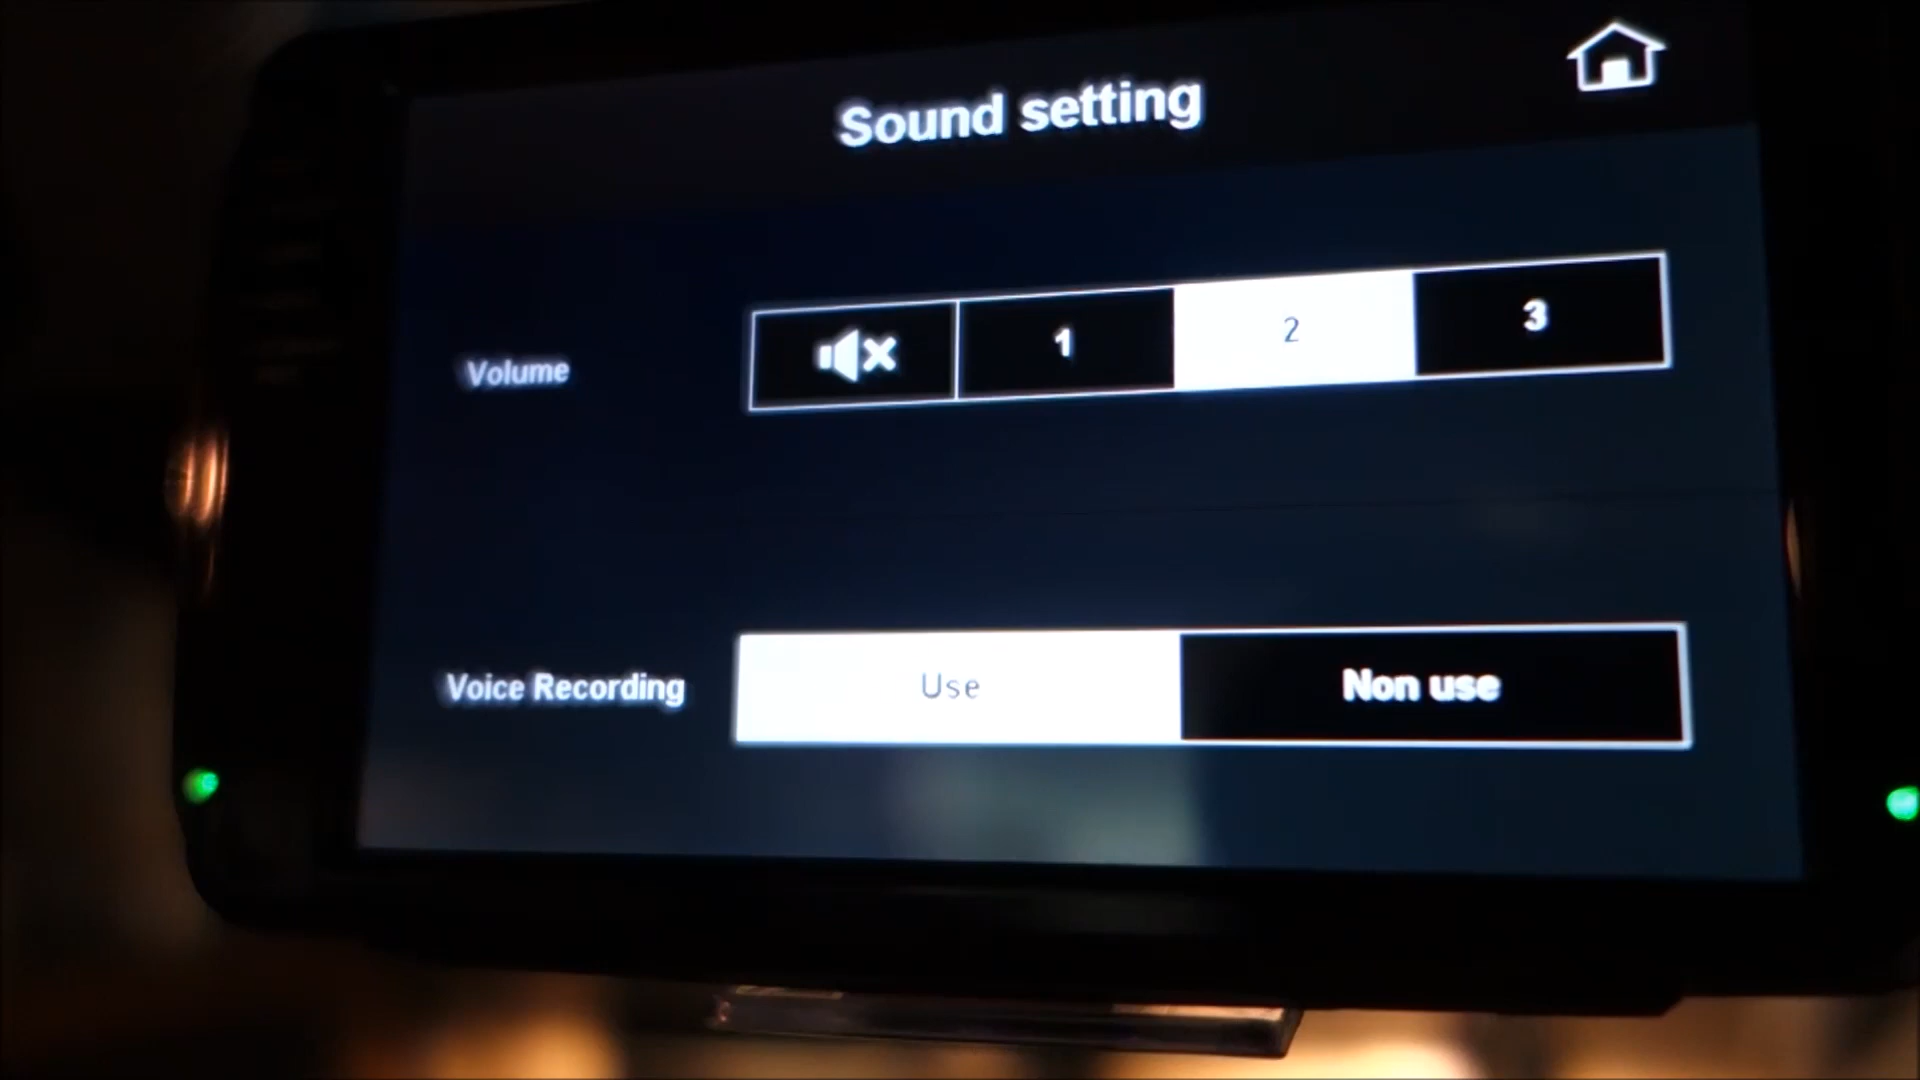 Sound setting
Volume
1
2
3
Voice Recording
Use
Non use